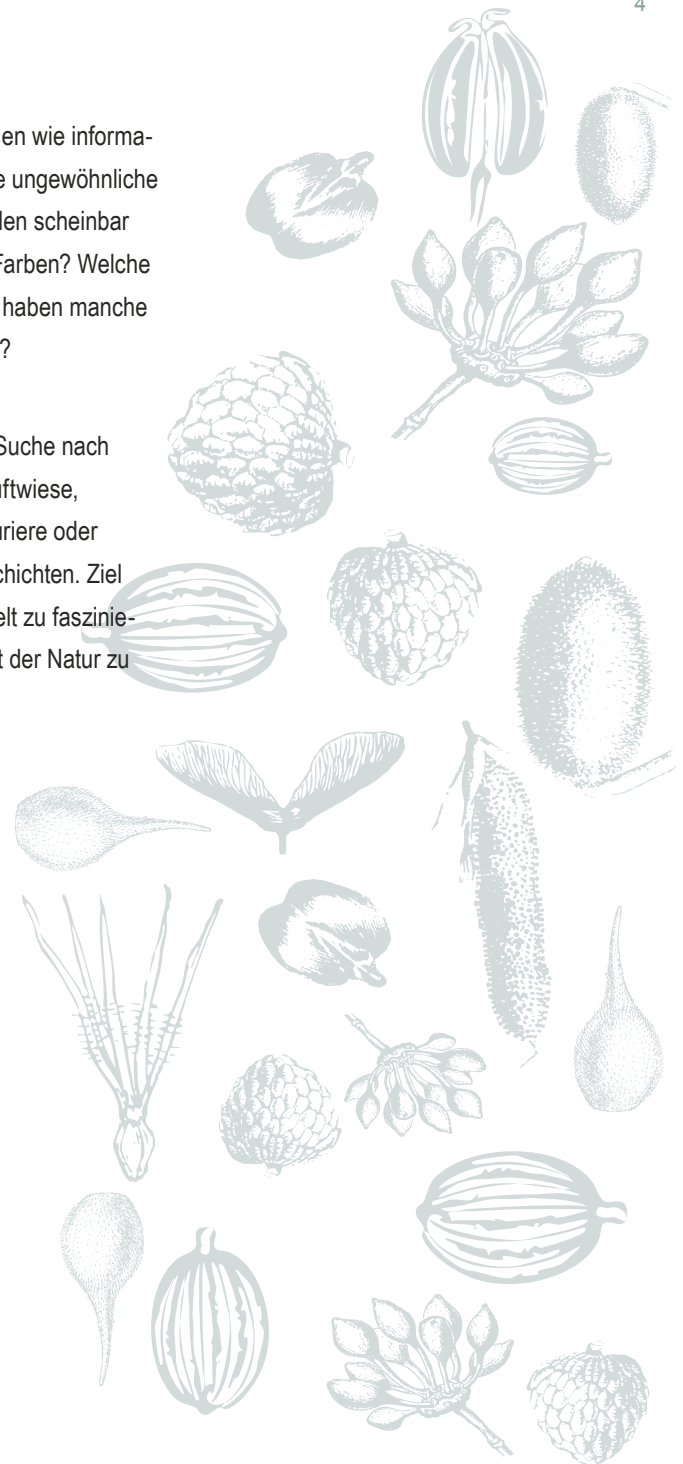 4
en wie informa-
e ungewöhnliche
den scheinbar
Farben? Welche
haben manche
?
Suche nach
uftwiese,
uriere oder
chichten. Ziel
elt zu faszinie-
t der Natur zu